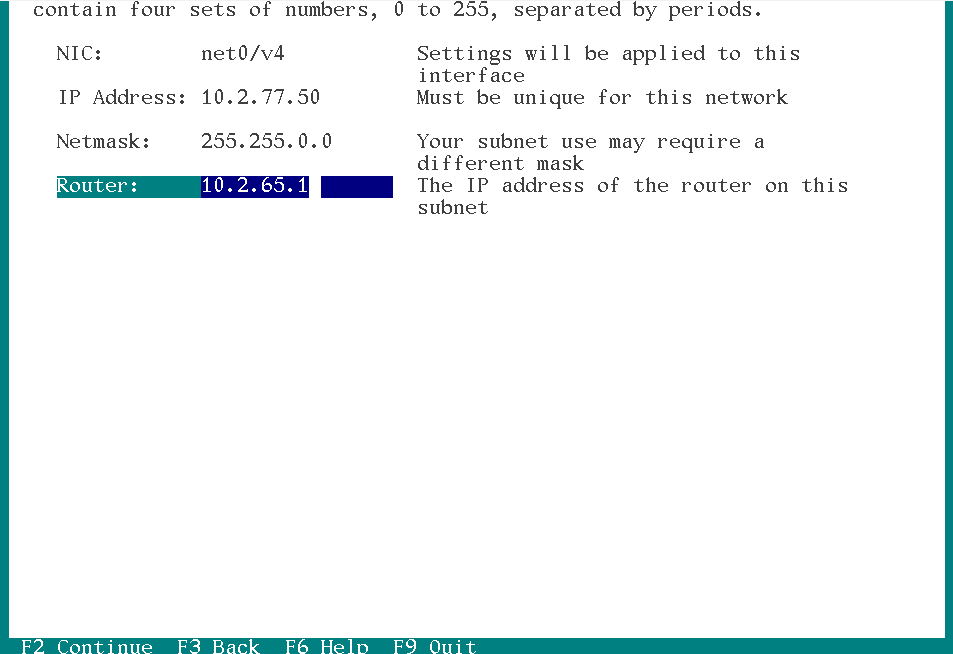 contain four sets of numbers, 0 to 255, separated by periods.
NIC: net0/v4 Settings will be applied to this
interface
IP Address: 10.2.77.50 Must be unique for this network
Netmask: 255.255.0.0 Your subnet use may require a
different mask
Router: 10.2.65.1 The IP address of the router on this
subnet
F2 Continue F3 Back F6 Help F9 Quit